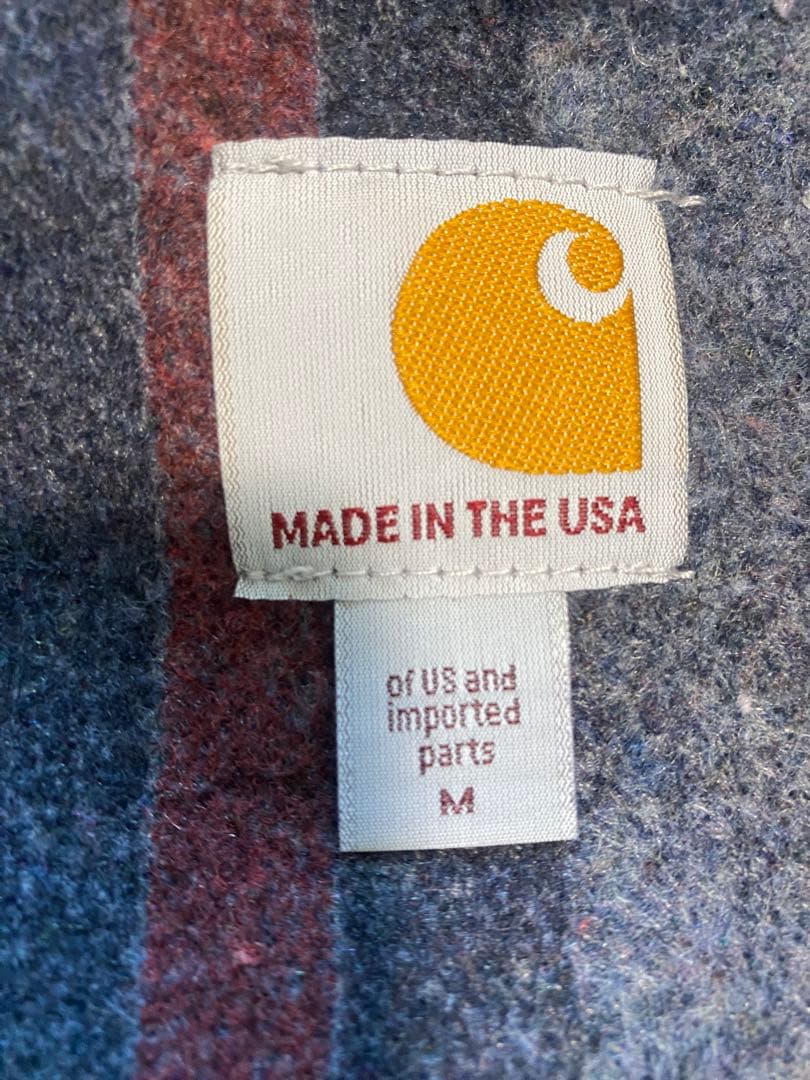 MADE IN THE USA
of US and
imported
parts
M